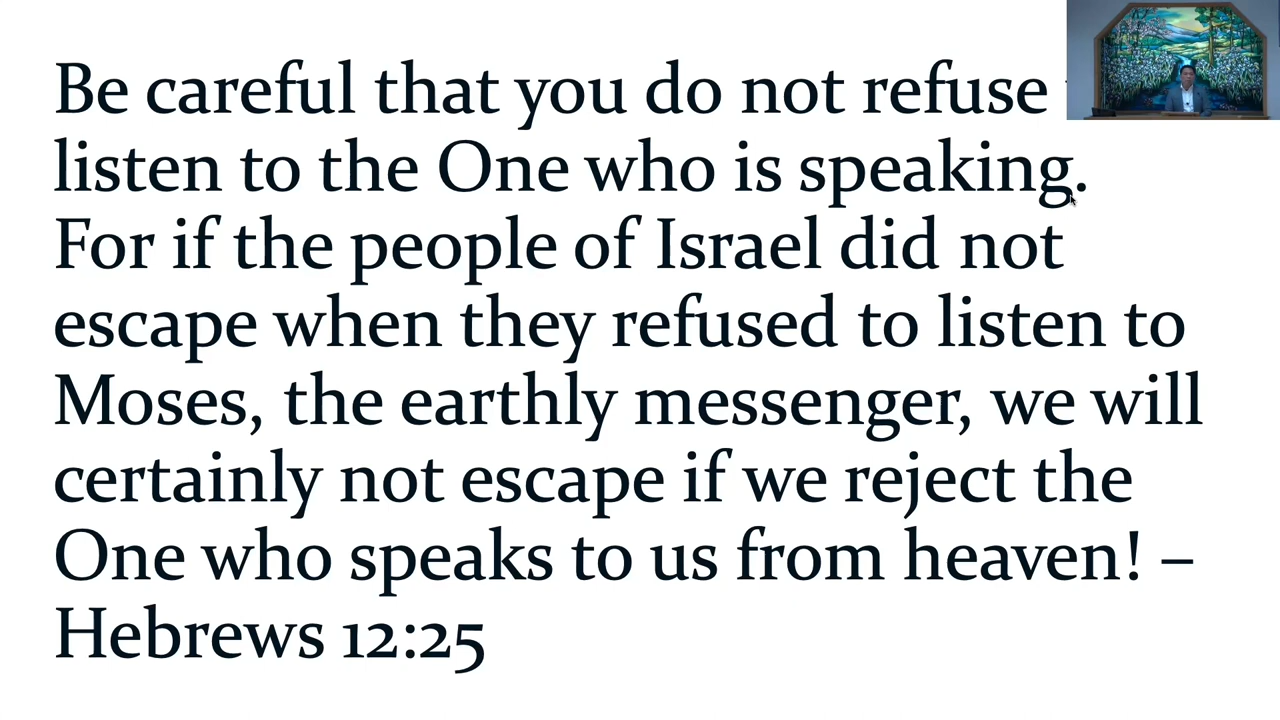 Be careful that you do not refuse
listen to the One who is speaking.
For if the people of Israel did not
escape when they refused to listen to
Moses, the earthly messenger, we will
certainly not escape if we reject the
One who speaks to us from heaven! –
Hebrews 12:25